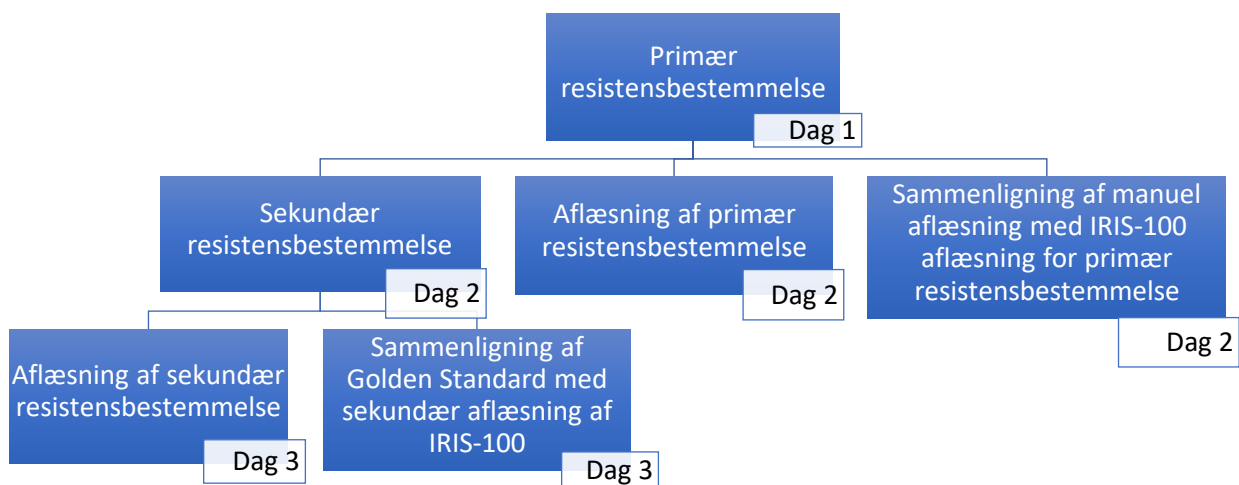 Primær
resistensbestemmelse
Dag 1
Sekundær
resistensbestemmelse
Dag 2
Aflæsning af primær
resistensbestemmelse
Dag 2
Sammenligning af manuel
aflæsning med IRIS-100
aflæsning for primær
resistensbestemmelse
Dag 2
Aflæsning af sekundær
resistensbestemmelse
Dag 3
Sammenligning af
Golden Standard med
sekundær aflæsning af
IRIS-100
Dag 3